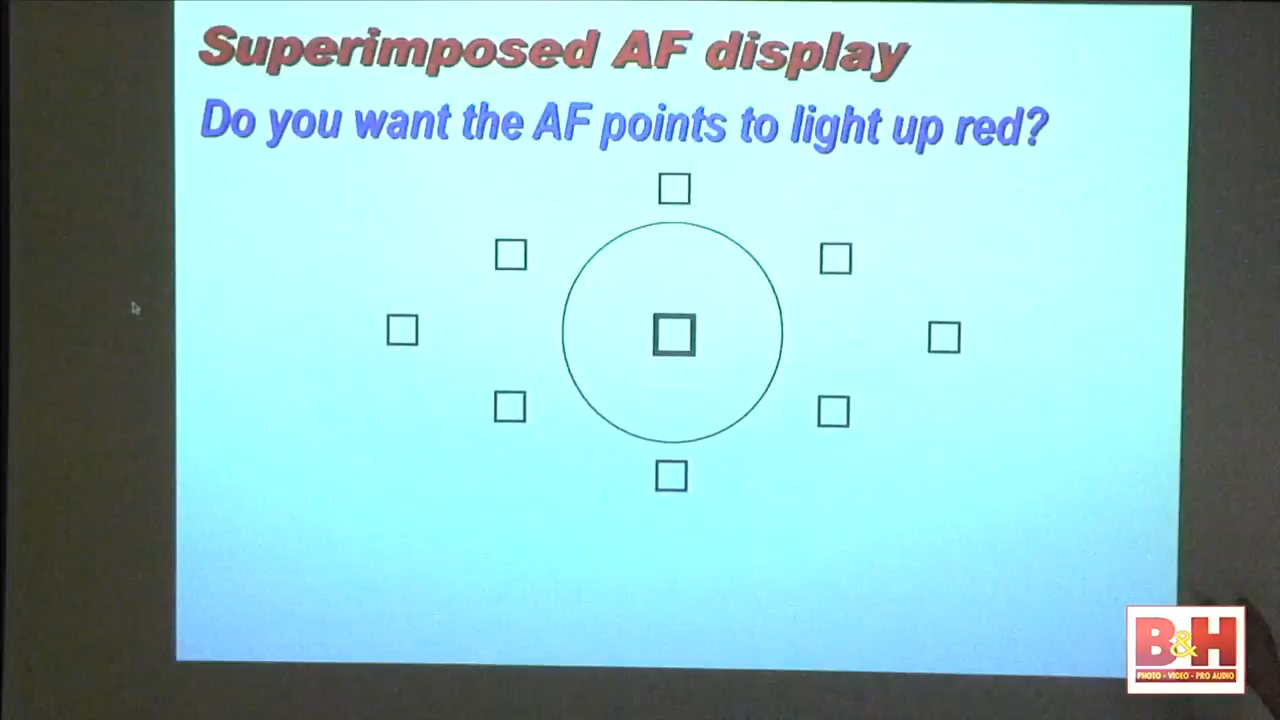 Superimposed AF display
Do you want the AF points to light up red?
B&H
PHOTO - VIDEO - PRO AUDIO